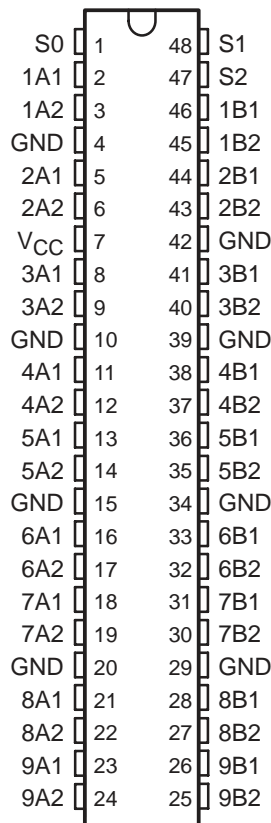 S0 1 48 S1
1A1 2 47 S2
1A2 3 46 1B1
GND 4 45 1B2
2A1 5 44 2B1
2A2 6 43 2B2
VCC 7 42 GND
3A1 8 41 3B1
3A2 9 40 3B2
GND 10 39 GND
4A1 11 38 4B1
4A2 12 37 4B2
5A1 13 36 5B1
5A2 14 35 5B2
GND 15 34 GND
6A1 16 33 6B1
6A2 17 32 6B2
7A1 18 31 7B1
7A2 19 30 7B2
GND 20 29 GND
8A1 21 28 8B1
8A2 22 27 8B2
9A1 23 26 9B1
9A2 24 25 9B2